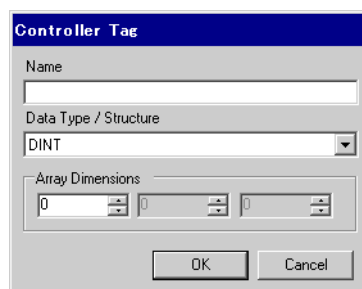 Controller Tag
Name
Data Type / Structure
DINT
Array Dimensions
0 0 0
OK Cancel